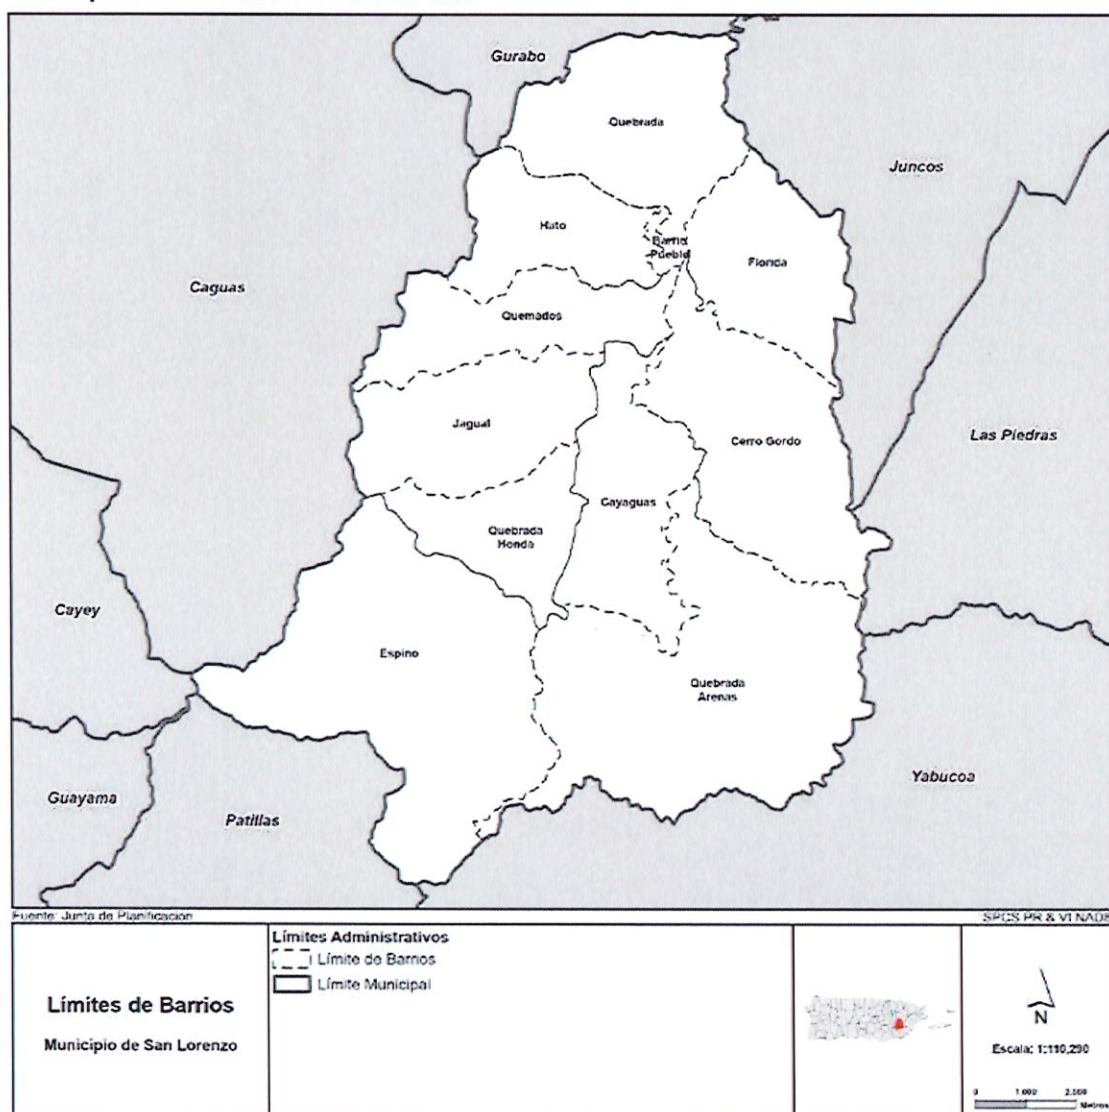 Gurabo
Quebrada
Juncos
Hato
Barrio
Pueblo
Florida
Caguas
Quemados
Jagual
Cerro Gordo
Las Piedras
Cayaguas
Quebrada
Honda
Cayey
Espino
Quebrada
Arenas
Yabucoa
Guayama
Patillas
Fuente: Junta de Planificación
SPCS PR & VI NAD8
Límites de Barrios
Municipio de San Lorenzo
Límites Administrativos
Límite de Barrios
Límite Municipal
N
Escala: 1:110,290
0 1,000 2,000
Metros